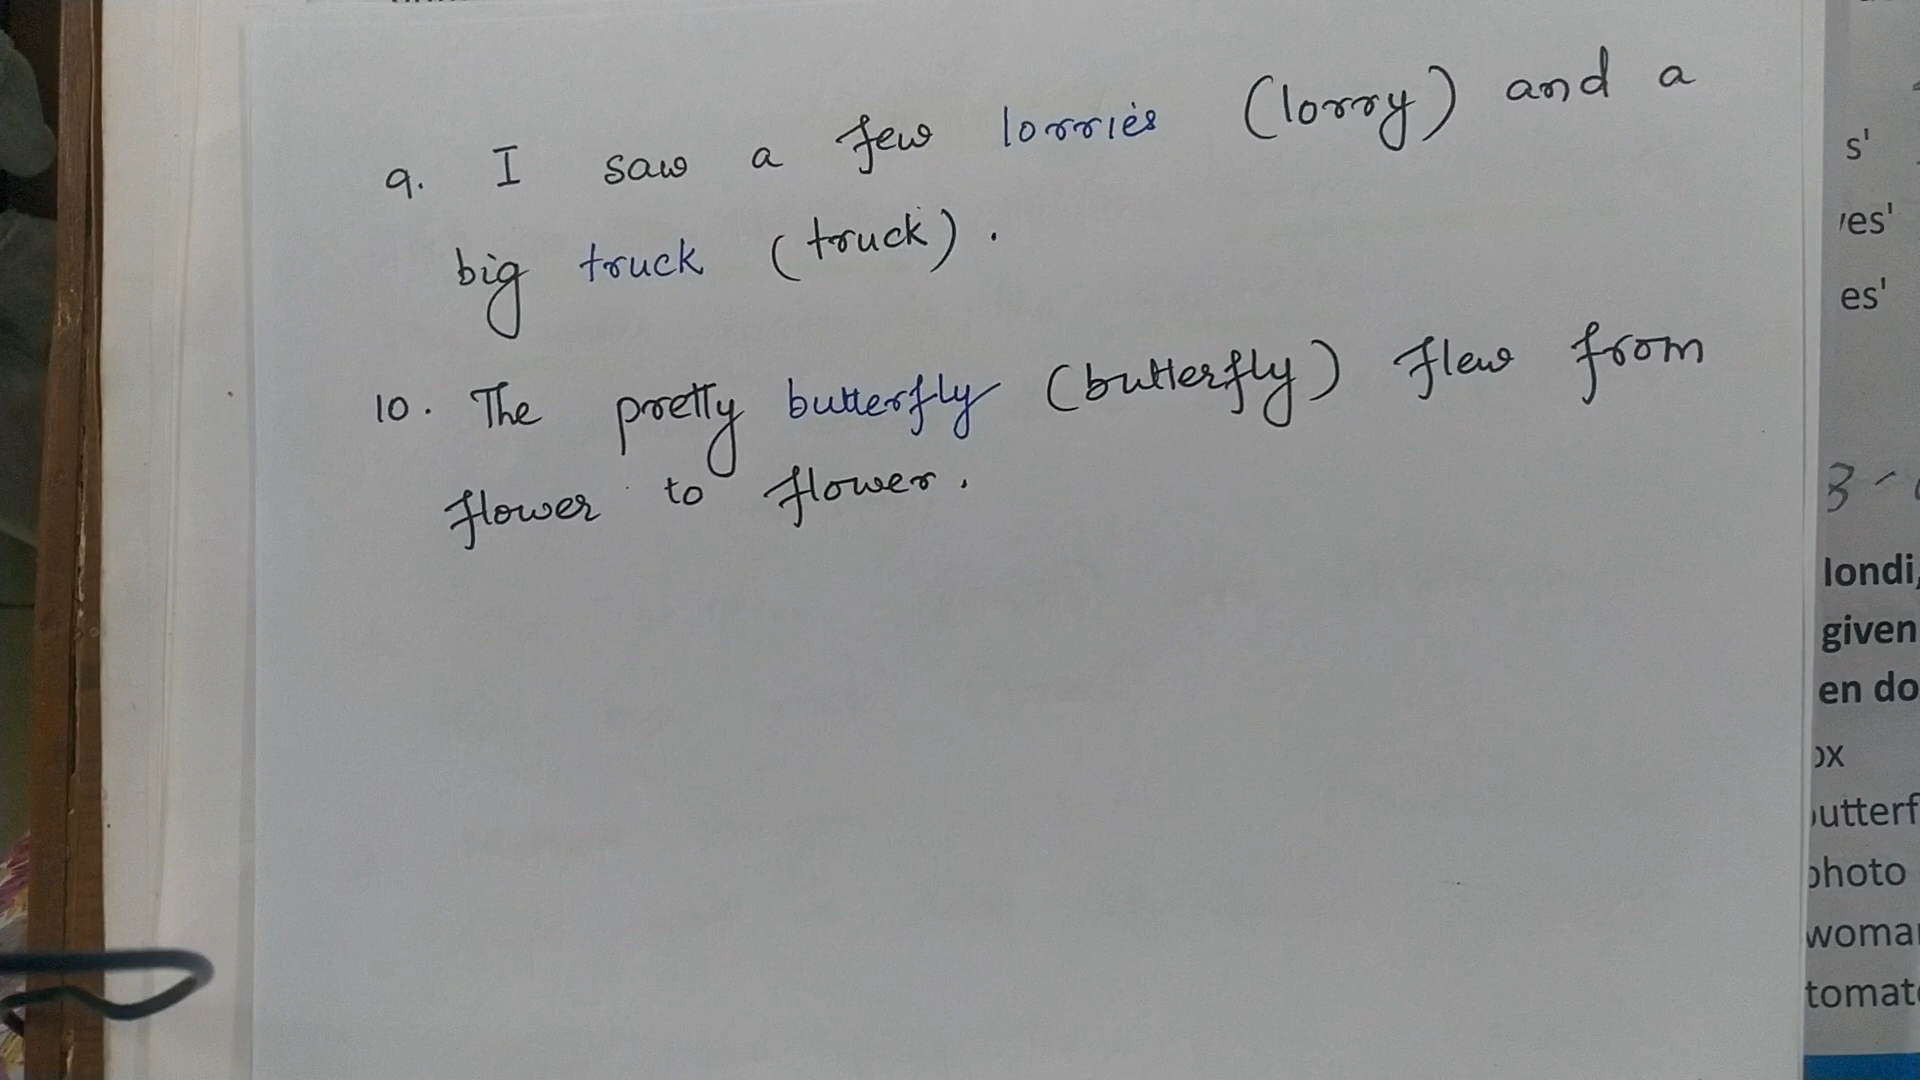 9. I saw a few lorries (lorry) and a
big truck (truck).
10. The pretty butterfly (butterfly) flew from
flower to flower.
s'
es'
es'
londi,
given
en do
ox
utterf
photo
woma
tomat